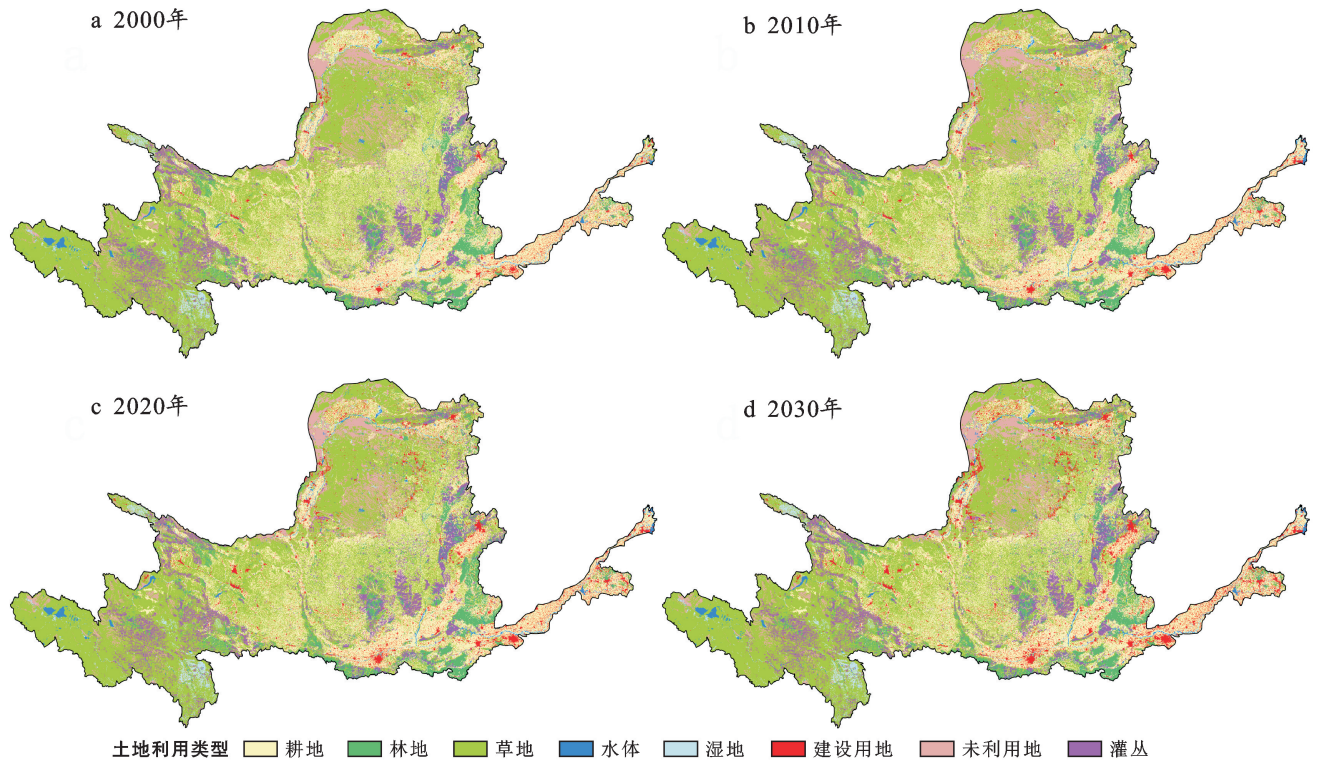 a 2000年
b 2010年
c 2020年
d 2030年
土地利用类型 耕地 林地 草地 水体 湿地 建设用地 未利用地 灌丛